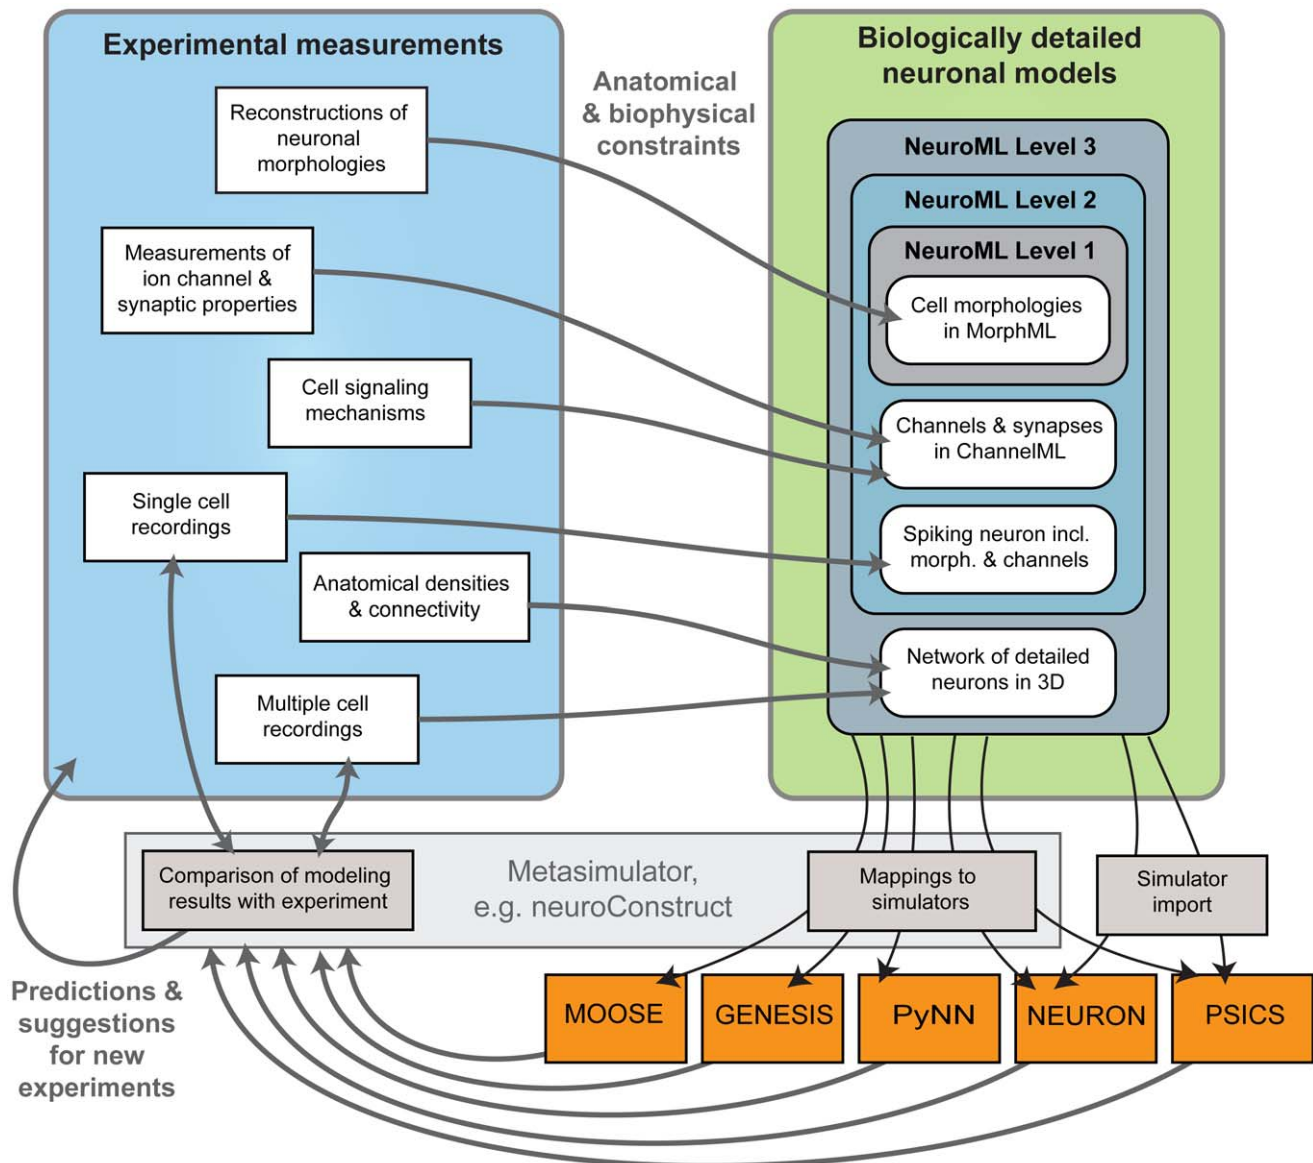 Experimental measurements
Reconstructions of
neuronal
morphologies
Measurements of
ion channel &
synaptic properties
Cell signaling
mechanisms
Single cell
recordings
Anatomical densities
& connectivity
Multiple cell
recordings
Anatomical
& biophysical
constraints
Biologically detailed
neuronal models
NeuroML Level 3
NeuroML Level 2
NeuroML Level 1
Cell morphologies
in MorphML
Channels & synapses
in ChannelML
Spiking neuron incl.
morph. & channels
Network of detailed
neurons in 3D
Comparison of modeling
results with experiment
Metasimulator,
e.g. neuroConstruct
Mappings to
simulators
Simulator
import
Predictions &
suggestions
for new
experiments
MOOSE
GENESIS
PyNN
NEURON
PSICS